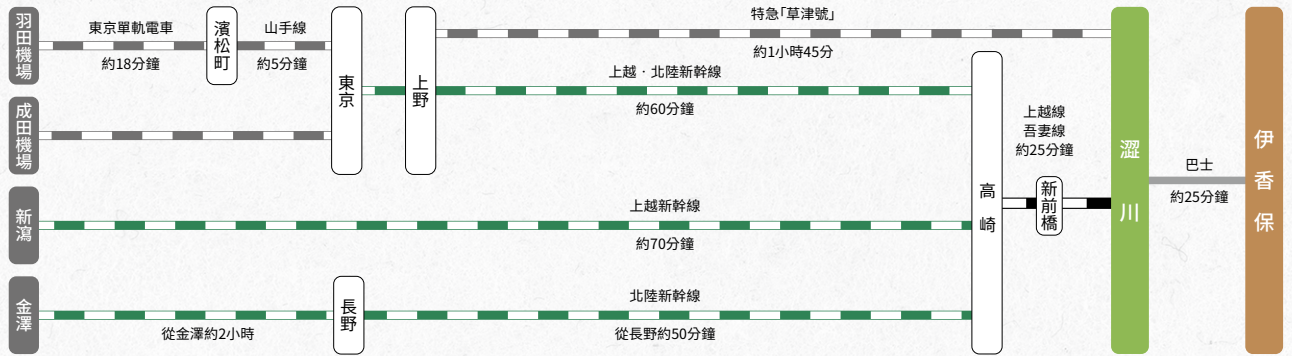 羽田機場
東京單軌電車
約18分鐘
濱松町
山手線
約5分鐘
東京
上野
特急「草津號」
約1小時45分
上越・北陸新幹線
約60分鐘
成田機場
新瀉
上越新幹線
約70分鐘
金澤
從金澤約2小時
長野
北陸新幹線
從長野約50分鐘
高崎
上越線
吾妻線
約25分鐘
新前橋
澀川
巴士
約25分鐘
伊香保